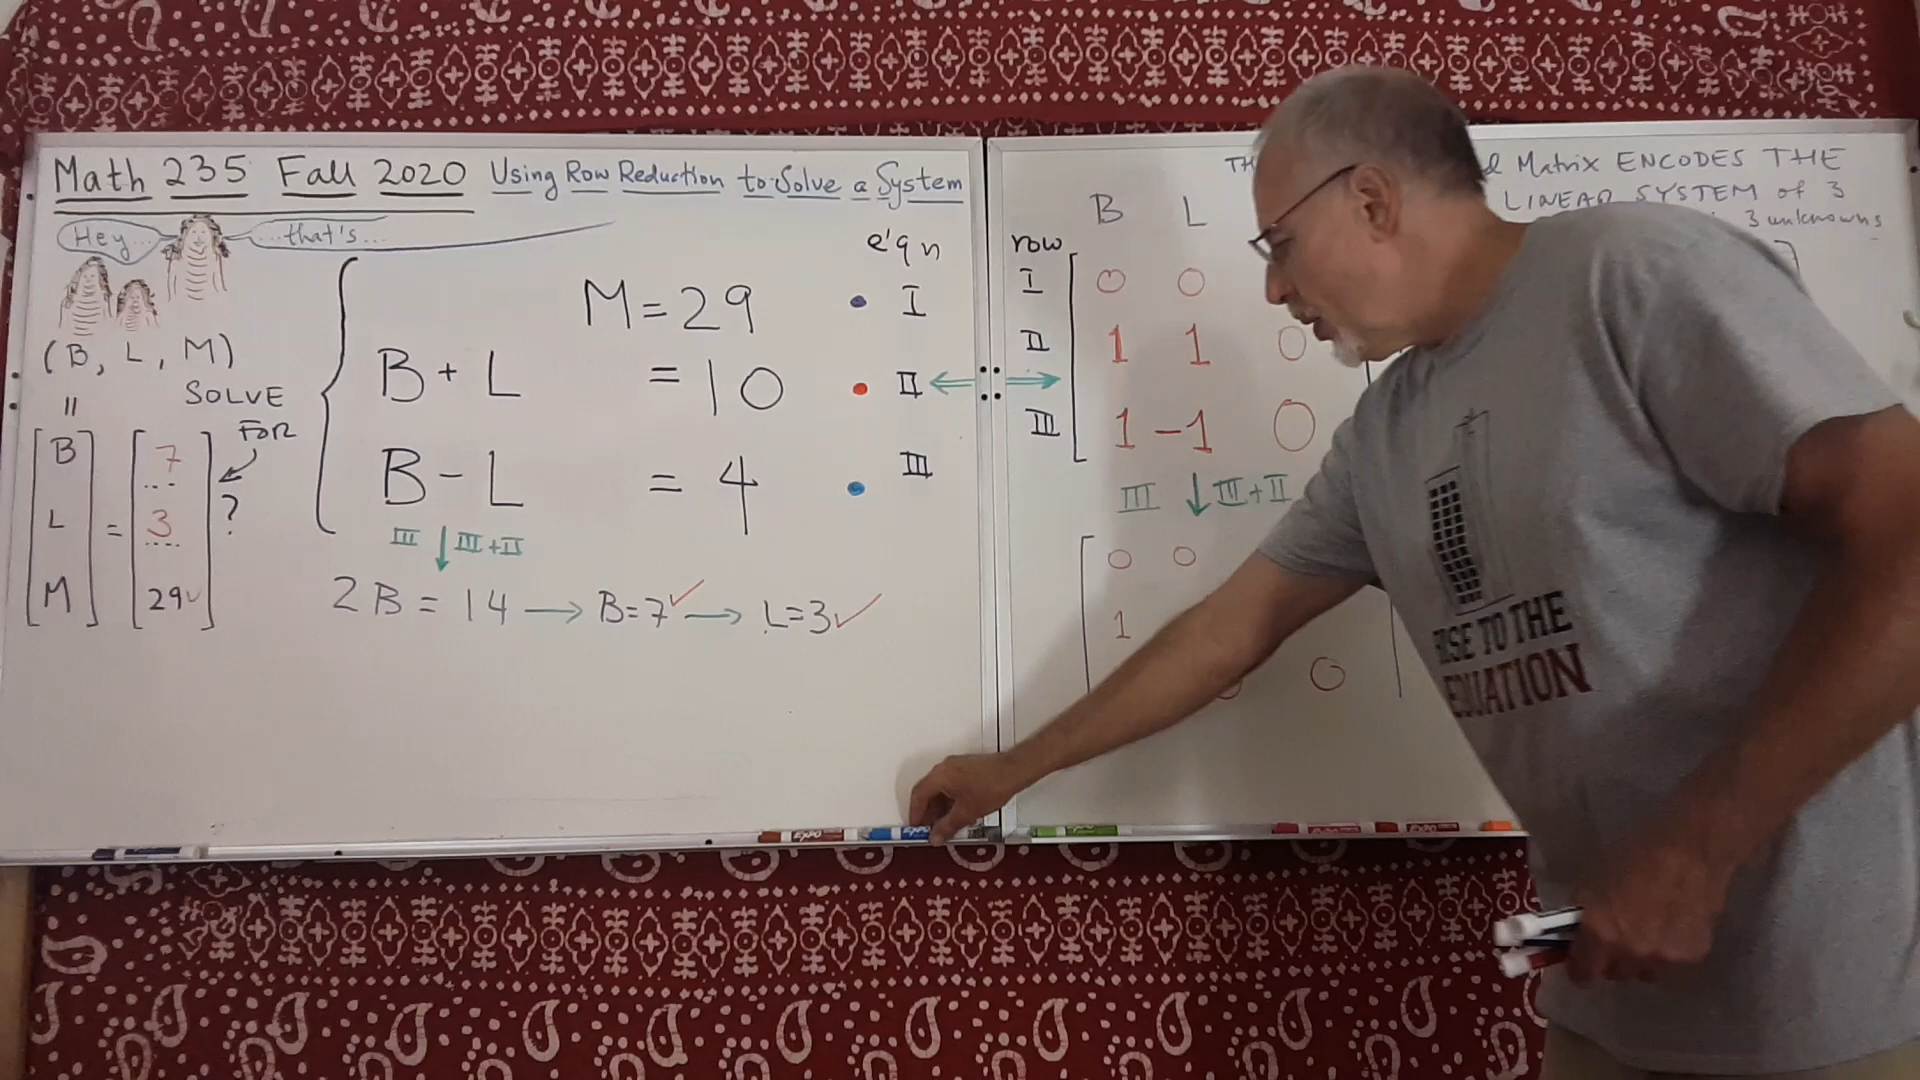 Math 235 Fall 2020 Using Row Reduction to Solve a System
Hey...
...that's...
e'q n
M = 29 • I
B + L = 10 • II
B - L = 4 • III
III ↓ III + II
2B = 14 → B = 7 ✓ → L = 3 ✓
(B, L, M)
=
SOLVE
FOR
?
B 7
L = 3
M 29 ✓
Matrix ENCODES THE
LINEAR SYSTEM of 3
3 unknowns
B L
row
I 0 0
II 1 1 0
III 1 -1 0
III ↓ III + II
0 0
1
0
RISE TO THE
EQUATION
EXPO
EXPO
EXPO